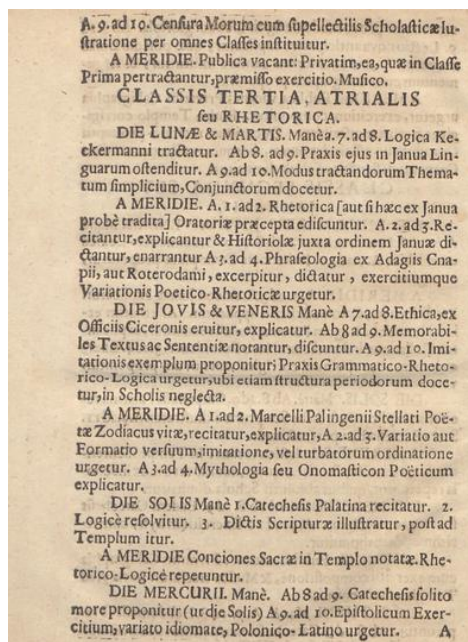 A. 9. ad 10. Censura Morum cum supellectilis Scholasticæ lu-
stratione per omnes Classes instituitur.
A MERIDIE. Publica vacant: Privatim, ea, quæ in Classe
Prima pertractantur, præmisso exercitio. Musico.
CLASSIS TERTIA, ATRIALIS
seu RHETORICA.
DIE LUNÆ & MARTIS. Manè a. 7. ad 8. Logica Ke-
ckermanni tractatur. Ab 8. ad 9. Praxis ejus in Janua Lin-
guarum ostenditur. A 9. ad 10. Modus tractandorum Thema-
tum simplicium, Conjunctorum docetur.
A MERIDIE. A. 1. ad 2. Rhetorica [aut si hæc ex Janua
probè tradita] Oratoriæ præcepta ediscuntur. A. 2. ad 3. Re-
citantur, explicantur & Historiolæ juxta ordinem Januæ di-
ctantur, enarrantur A 3. ad 4. Phraseologia ex Adagiis Cna-
pii, aut Roterodami, excerpitur, dictatur, exercitiumque
Variationis Poetico-Rhetoricæ urgetur.
DIE JOVIS & VENERIS Manè A 7. ad 8. Ethica, ex
Officiis Ciceronis eruitur, explicatur. Ab 8 ad 9. Memorabi-
les Textus ac Sententiæ notantur, discuntur. A 9. ad 10. Imi-
tationis exemplum proponitur; Praxis Grammatico-Rheto-
rico-Logica urgetur, ubi etiam structura periodorum doce-
tur, in Scholis neglecta.
A MERIDIE. A 1. ad 2. Marcelli Palingenii Stellati Poë-
tæ Zodiacus vitæ, recitatur, explicatur, A 2. ad 3. Variatio aut
Formatio versuum, imitatione, vel turbatorum ordinatione
urgetur. A 3. ad 4. Mythologia seu Onomasticon Poëticum
explicatur.
DIE SOLIS Manè 1. Catechesis Palatina recitatur. 2.
Logicè resolvitur. 3. Dictis Scripturæ illustratur, post ad
Templum itur.
A MERIDIE Conciones Sacræ in Templo notatæ. Rhe-
torico-Logicè repetuntur.
DIE MERCURII. Manè. Ab 8 ad 9. Catechesis solito
more proponitur (ut die Solis) A 9. ad 10. Epistolicum Exer-
citium, variato idiomate, Polonico-Latino urgetur. A